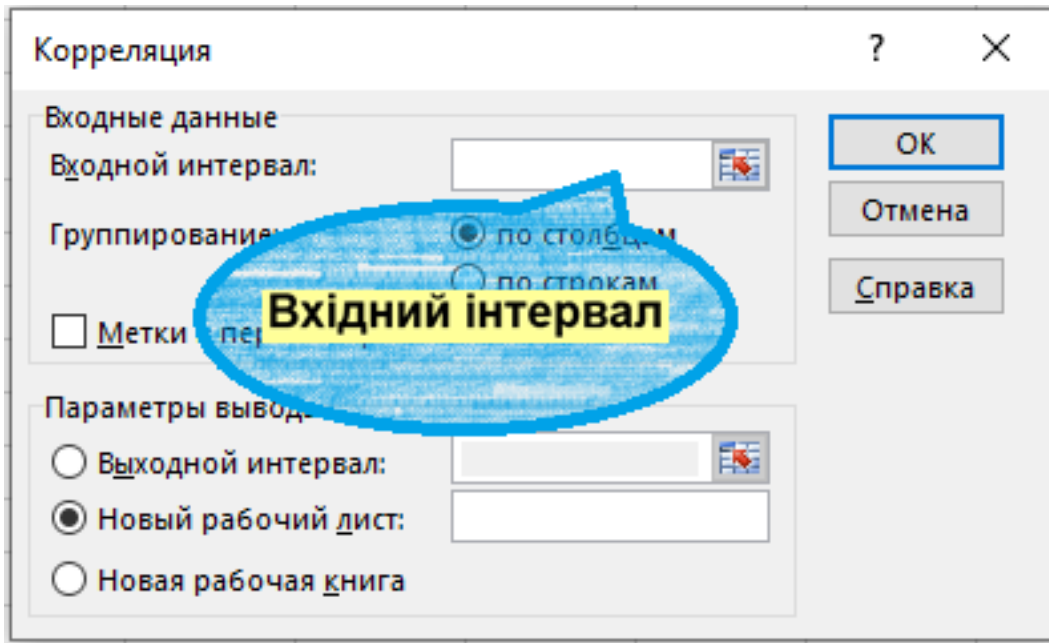 Корреляция ?
Входные данные
Входной интервал:
ОК
Группирование:
по столбцам
Отмена
по строкам
Справка
Вхідний інтервал
Метки
Параметры вывода
Выходной интервал:
Новый рабочий лист:
Новая рабочая книга